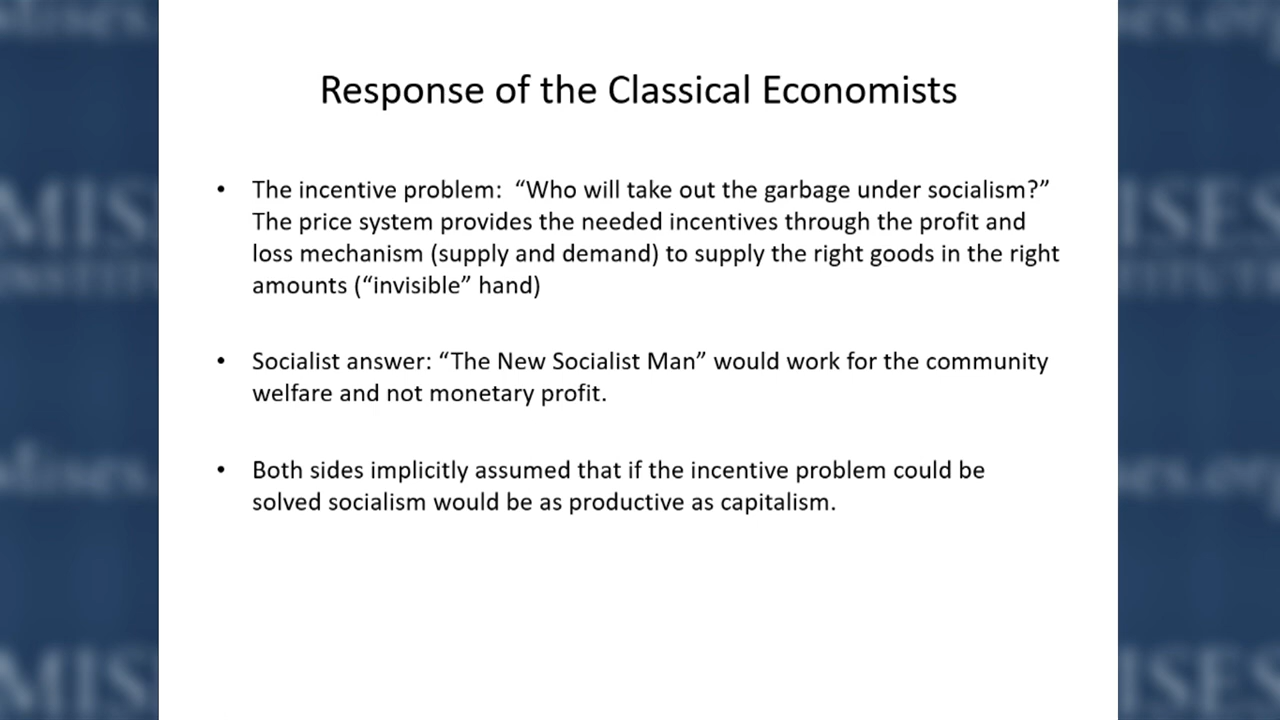 Response of the Classical Economists
• The incentive problem:  “Who will take out the garbage under socialism?”
The price system provides the needed incentives through the profit and
loss mechanism (supply and demand) to supply the right goods in the right
amounts (“invisible” hand)
• Socialist answer: “The New Socialist Man” would work for the community
welfare and not monetary profit.
• Both sides implicitly assumed that if the incentive problem could be
solved socialism would be as productive as capitalism.